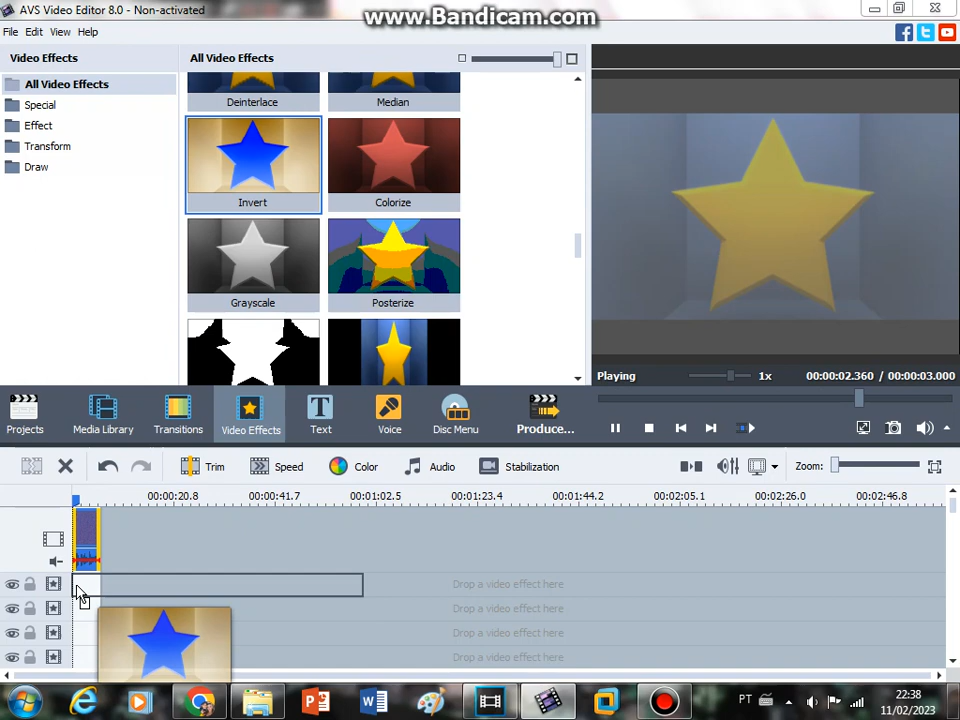 AVS Video Editor 8.0 - Non-activated
www.Bandicam.com
File Edit View Help
Video Effects
All Video Effects
All Video Effects
Special
Effect
Transform
Draw
Deinterlace
Median
Invert
Colorize
Grayscale
Posterize
Playing
1x
00:00:02.360 / 00:00:03.000
Projects
Media Library
Transitions
Video Effects
Text
Voice
Disc Menu
Produce...
Trim
Speed
Color
Audio
Stabilization
Zoom:
00:00:20.8 00:00:41.7 00:01:02.5 00:01:23.4 00:01:44.2 00:02:05.1 00:02:26.0 00:02:46.8
Drop a video effect here
Drop a video effect here
Drop a video effect here
Drop a video effect here
PT
22:38
11/02/2023